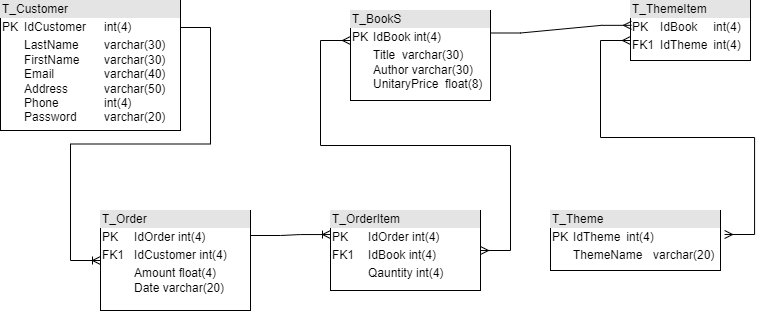 T_Customer
PK IdCustomer int(4)
LastName varchar(30)
FirstName varchar(30)
Email varchar(40)
Address varchar(50)
Phone int(4)
Password varchar(20)
T_BookS
PK IdBook int(4)
Title varchar(30)
Author varchar(30)
UnitaryPrice float(8)
T_ThemeItem
PK IdBook int(4)
FK1 IdTheme int(4)
T_Order
PK IdOrder int(4)
FK1 IdCustomer int(4)
Amount float(4)
Date varchar(20)
T_OrderItem
PK IdOrder int(4)
FK1 IdBook int(4)
Qauntity int(4)
T_Theme
PK IdTheme int(4)
ThemeName varchar(20)